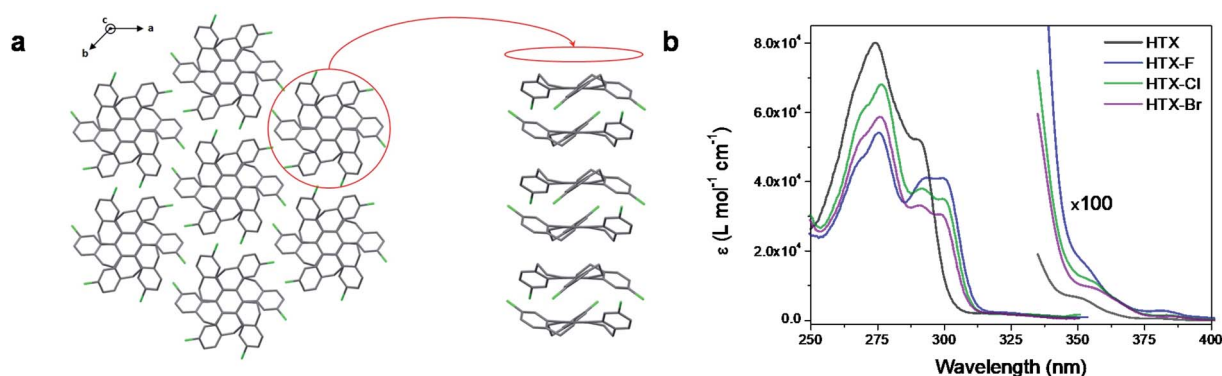 a
c
a
b
b
ε (L mol⁻¹ cm⁻¹)
8.0x10⁴
6.0x10⁴
4.0x10⁴
2.0x10⁴
0.0
HTX
HTX-F
HTX-Cl
HTX-Br
x100
250 275 300 325 350 375 400
Wavelength (nm)